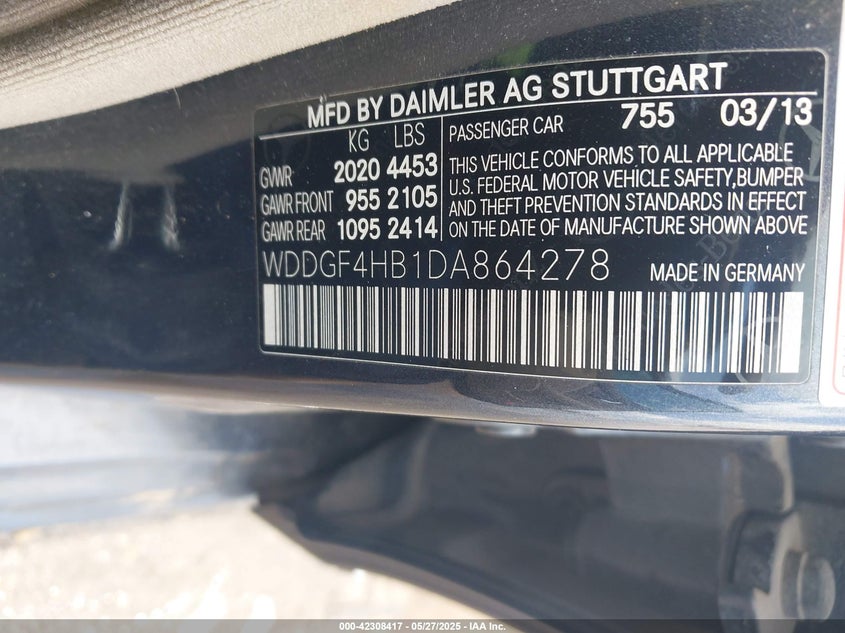 MFD BY DAIMLER AG STUTTGART
KG LBS
GVWR 2020 4453
GAWR FRONT 955 2105
GAWR REAR 1095 2414
PASSENGER CAR 755 03/13
THIS VEHICLE CONFORMS TO ALL APPLICABLE
U.S. FEDERAL MOTOR VEHICLE SAFETY,BUMPER
AND THEFT PREVENTION STANDARDS IN EFFECT
ON THE DATE OF MANUFACTURE SHOWN ABOVE
WDDGF4HB1DA864278 MADE IN GERMANY
000-42308417 - 05/27/2025 - IAA Inc.